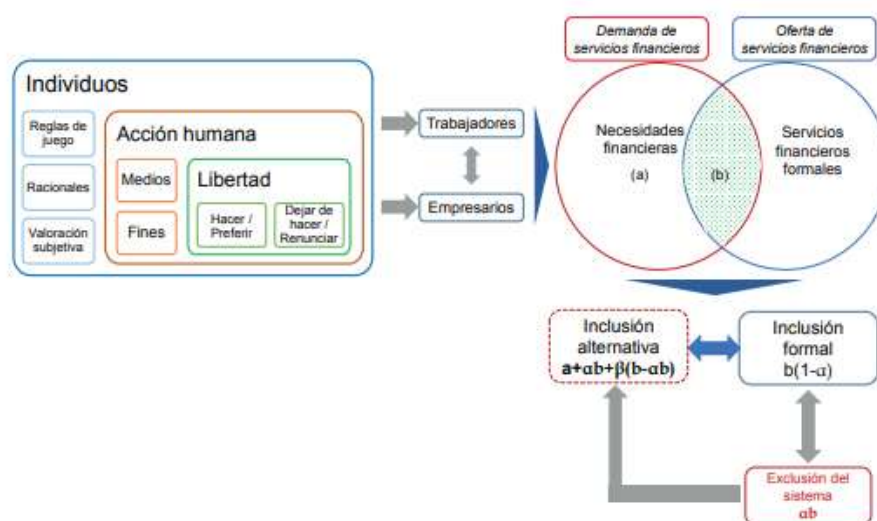 Individuos
Reglas de
juego
Racionales
Valoración
subjetiva
Acción humana
Medios
Fines
Libertad
Hacer /
Preferir
Dejar de
hacer /
Renunciar
Trabajadores
Empresarios
Demanda de
servicios financieros
Oferta de
servicios financieros
Necesidades
financieras
(a)
(b)
Servicios
financieros
formales
Inclusión
alternativa
a+αb+β(b-αb)
Inclusión
formal
b(1-α)
Exclusión del
sistema
αb